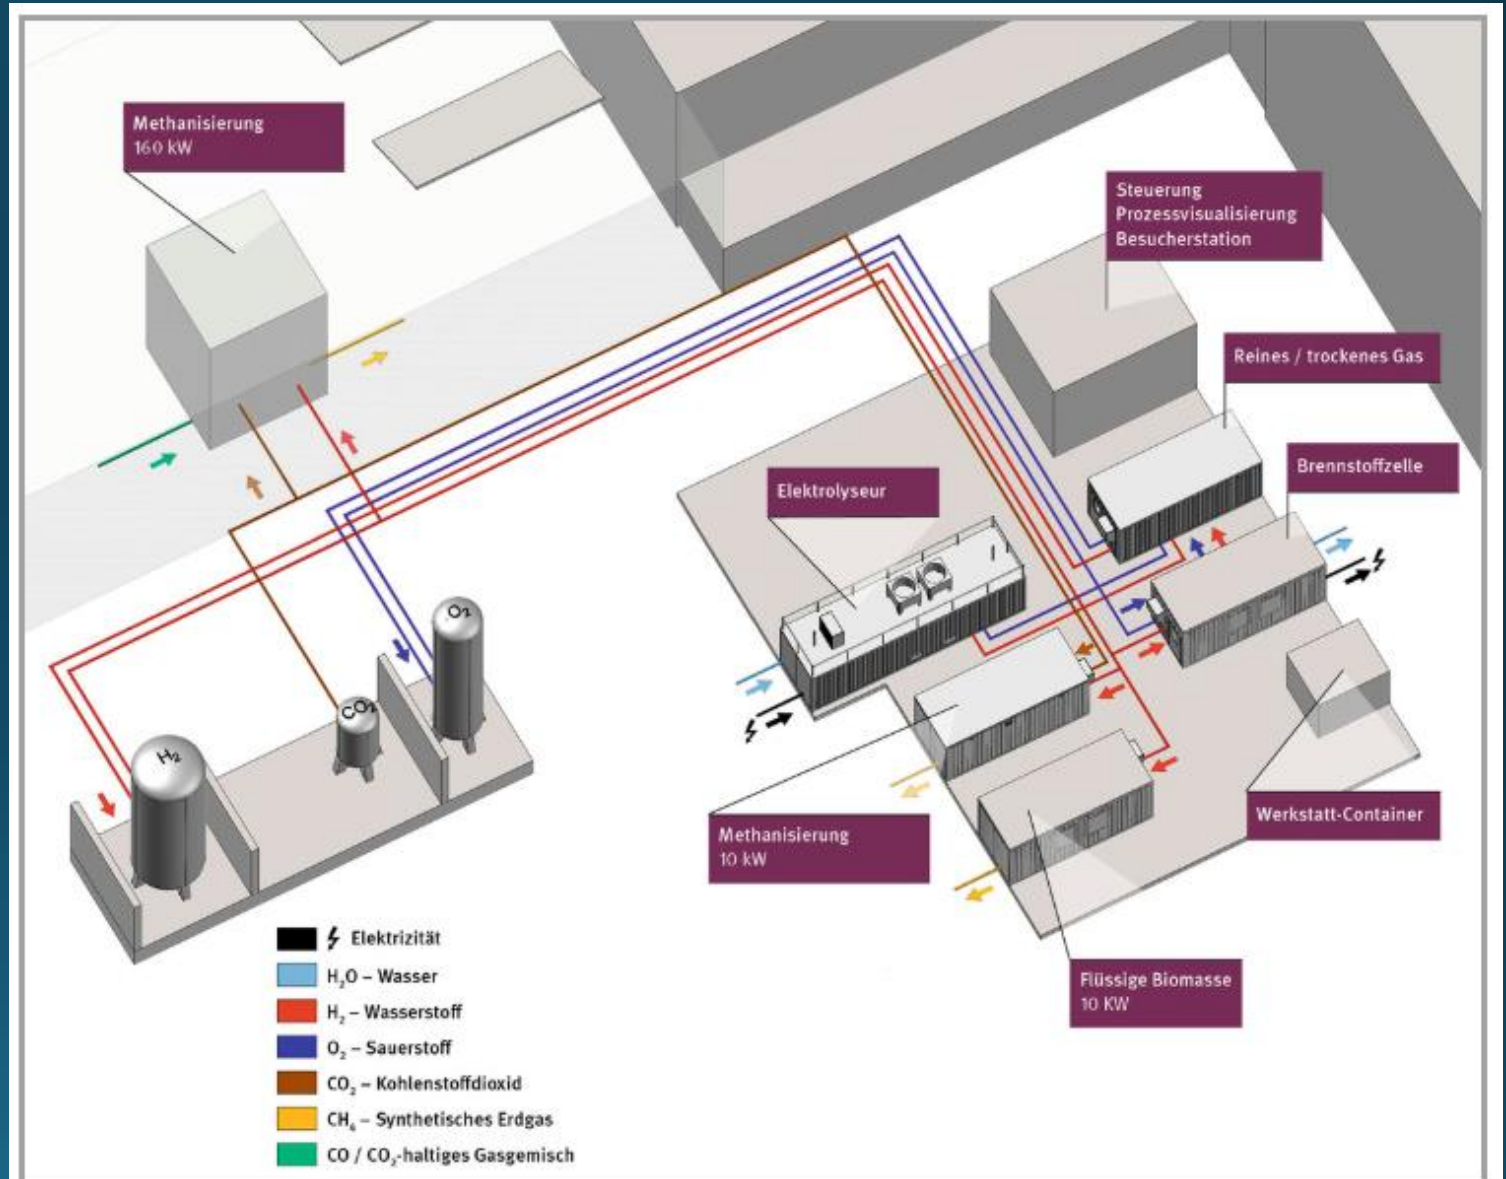 Methanisierung
160 kW
Steuerung
Prozessvisualisierung
Besucherstation
Reines / trockenes Gas
Brennstoffzelle
Elektrolyseur
O₂
CO₂
H₂
Methanisierung
10 kW
Werkstatt-Container
Flüssige Biomasse
10 KW
Elektrizität
H₂O – Wasser
H₂ – Wasserstoff
O₂ – Sauerstoff
CO₂ – Kohlenstoffdioxid
CH₄ – Synthetisches Erdgas
CO / CO₂-haltiges Gasgemisch